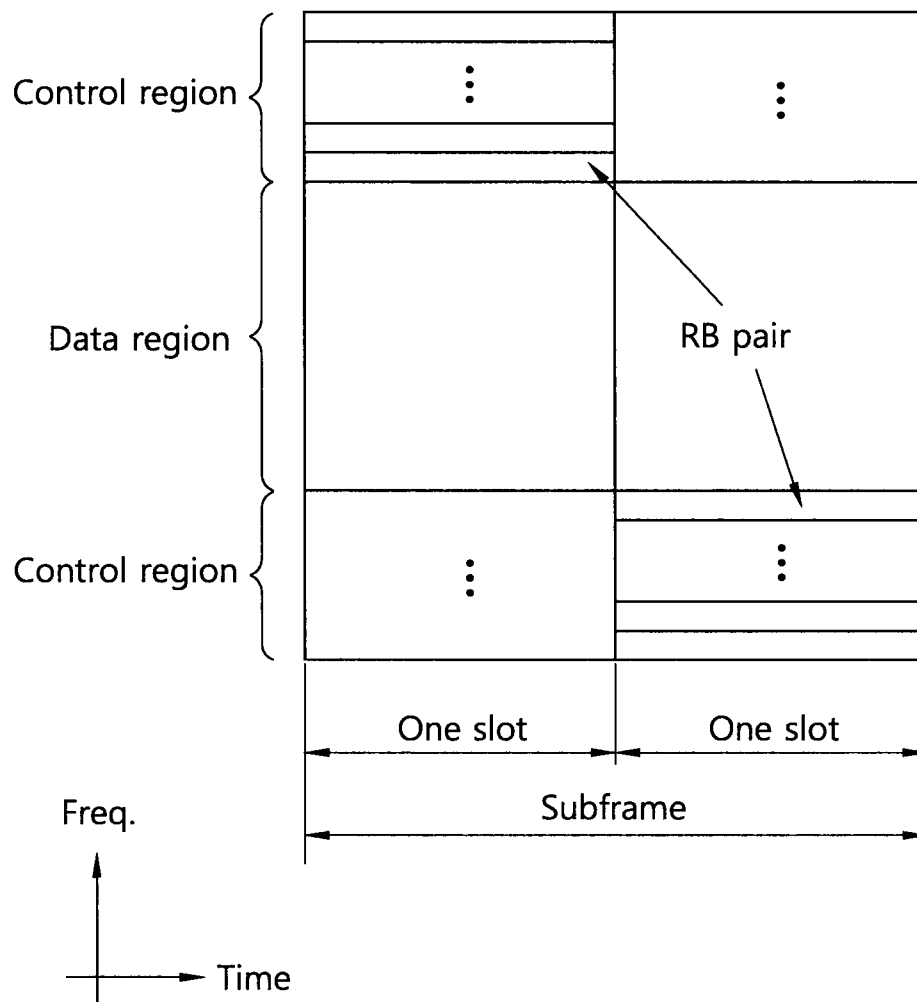 Control region
Data region
RB pair
Control region
One slot
One slot
Subframe
Freq.
Time